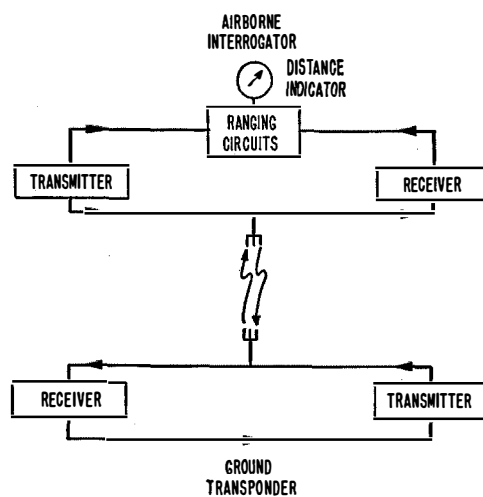 AIRBORNE
INTERROGATOR
DISTANCE
INDICATOR
RANGING
CIRCUITS
TRANSMITTER
RECEIVER
RECEIVER
TRANSMITTER
GROUND
TRANSPONDER